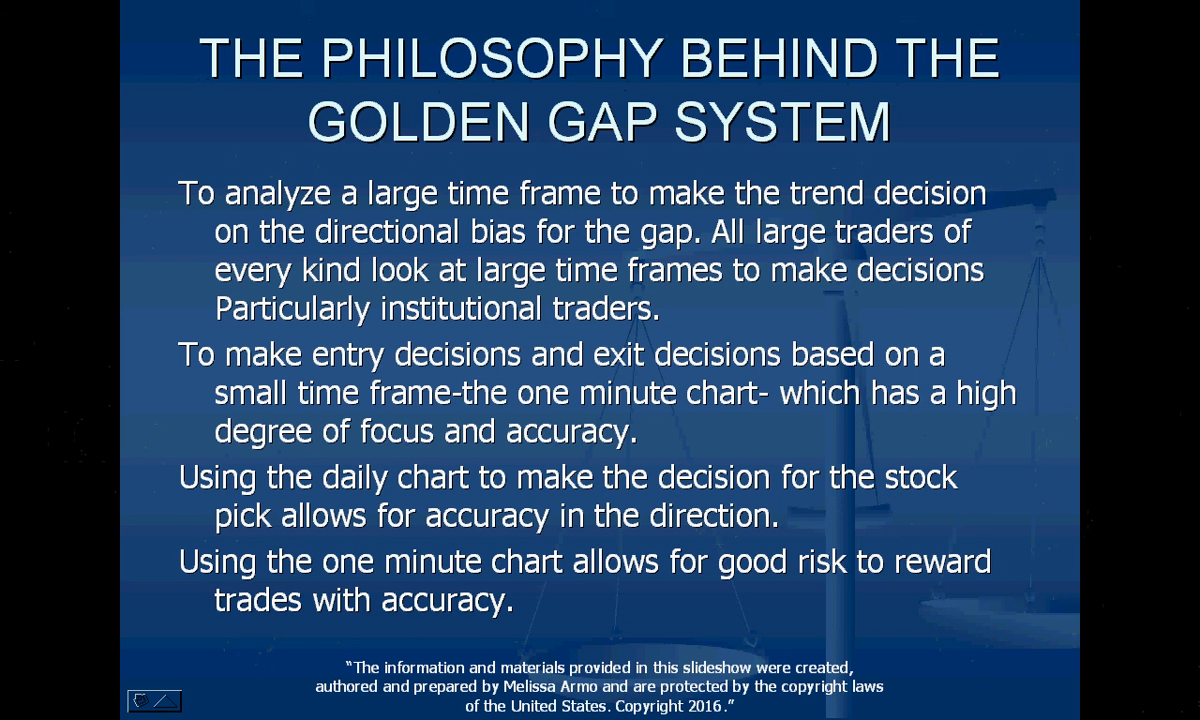 THE PHILOSOPHY BEHIND THE
GOLDEN GAP SYSTEM
To analyze a large time frame to make the trend decision
on the directional bias for the gap. All large traders of
every kind look at large time frames to make decisions
Particularly institutional traders.
To make entry decisions and exit decisions based on a
small time frame-the one minute chart- which has a high
degree of focus and accuracy.
Using the daily chart to make the decision for the stock
pick allows for accuracy in the direction.
Using the one minute chart allows for good risk to reward
trades with accuracy.
“The information and materials provided in this slideshow were created,
authored and prepared by Melissa Armo and are protected by the copyright laws
of the United States. Copyright 2016.”